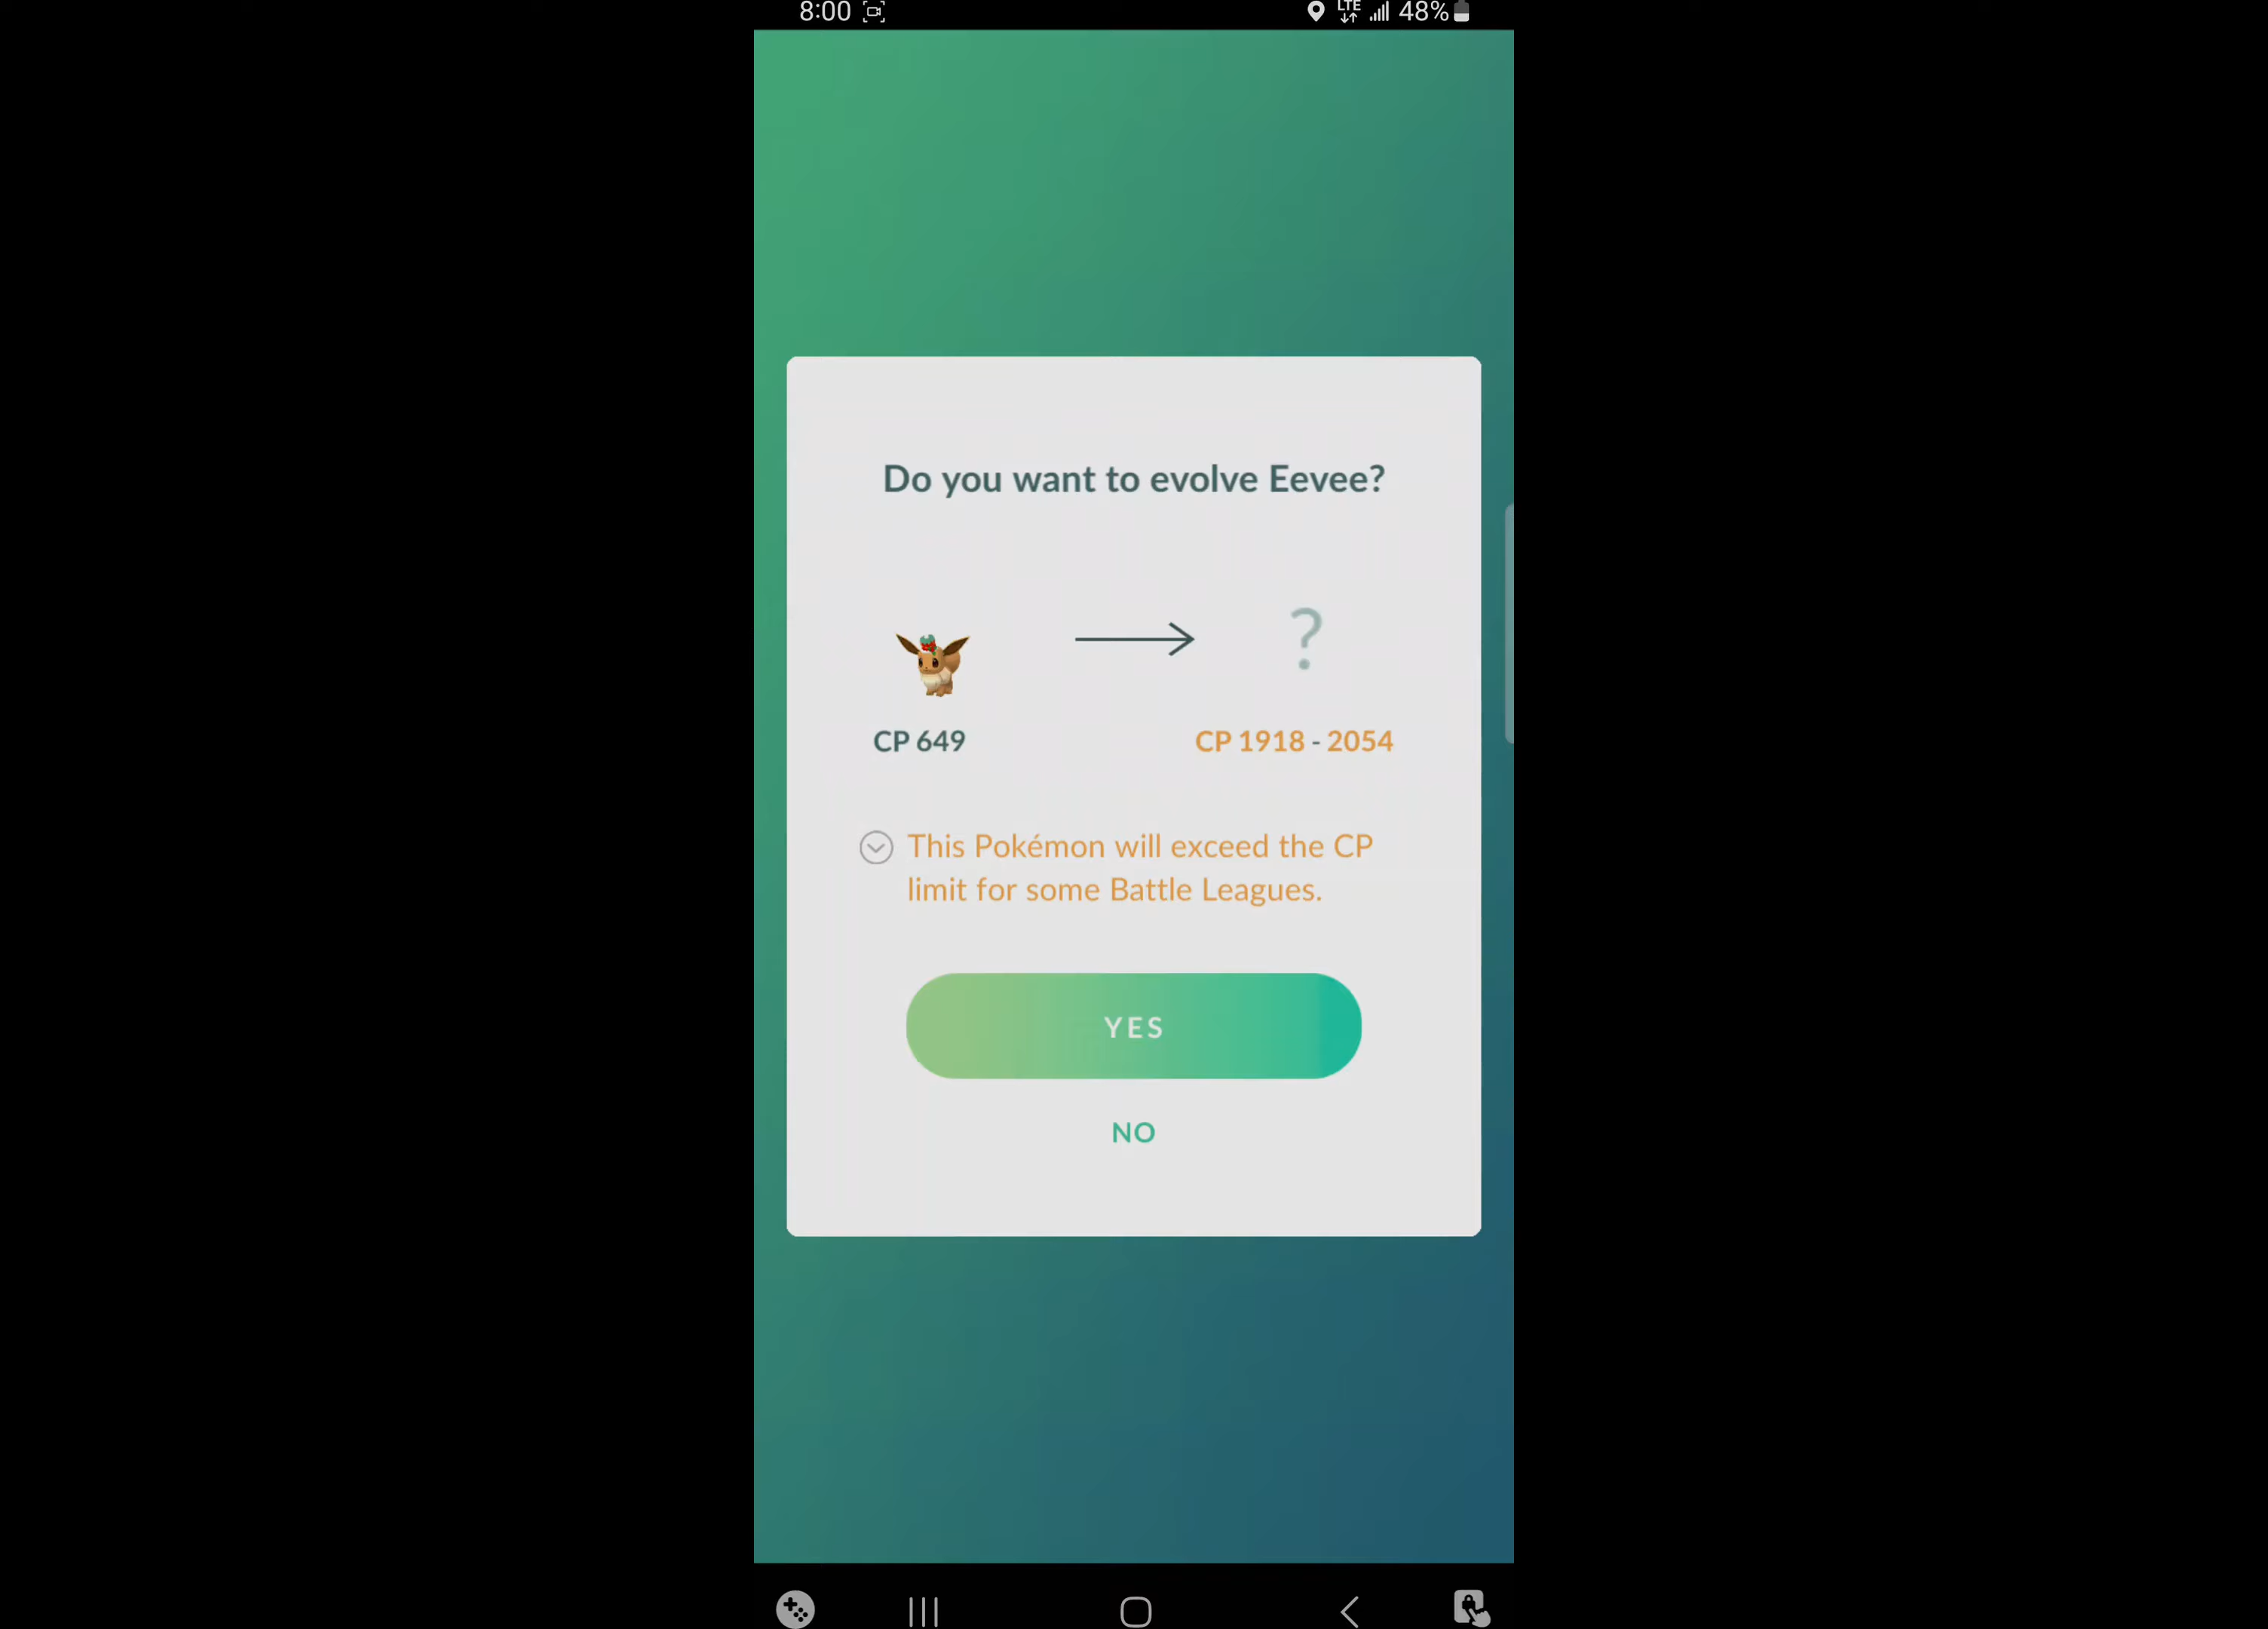 8:00 LTE 48%
Do you want to evolve Eevee?
?
CP 649 CP 1918 - 2054
This Pokémon will exceed the CP
limit for some Battle Leagues.
YES
NO